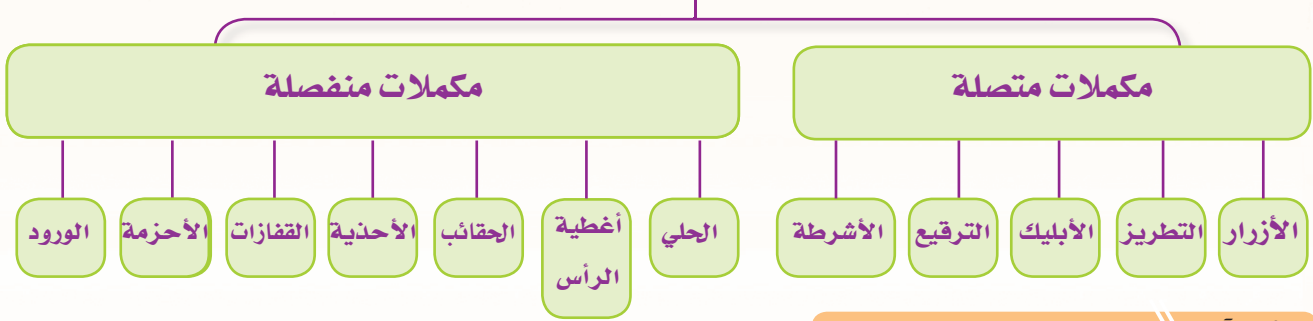 مكملات متصلة
مكملات منفصلة
الأزرار
التطريز
الأبليك
الترقيع
الأشرطة
الحلي
أغطية
الرأس
الحقائب
الأحذية
القفازات
الأحزمة
الورود